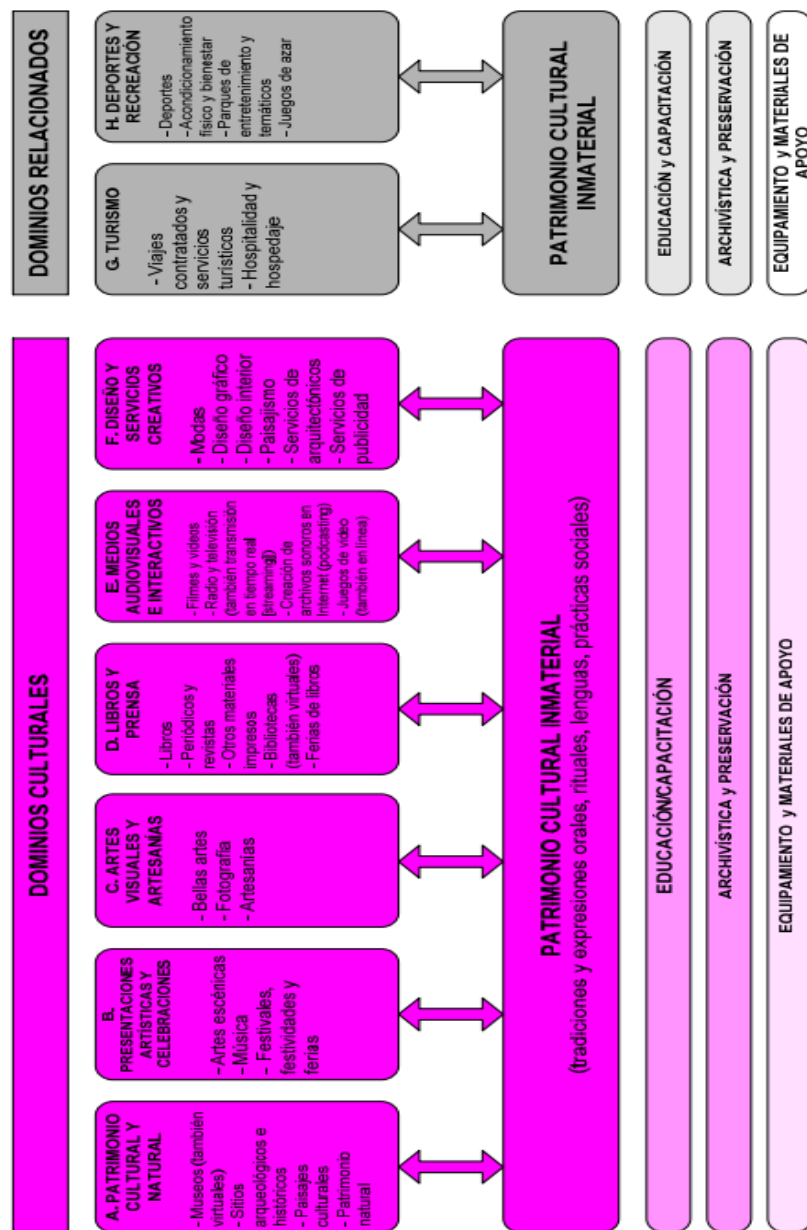 DOMINIOS CULTURALES
A. PATRIMONIO
CULTURAL Y
NATURAL
- Museos (también
virtuales)
- Sitios
arqueológicos e
históricos
- Paisajes
culturales
- Patrimonio
natural
B.
PRESENTACIONES
ARTÍSTICAS Y
CELEBRACIONES
- Artes escénicas
- Música
- Festivales,
festividades y
ferias
C. ARTES
VISUALES Y
ARTESANÍAS
- Bellas artes
- Fotografía
- Artesanías
D. LIBROS Y
PRENSA
- Libros
- Periódicos y
revistas
- Otros materiales
impresos
- Bibliotecas
(también virtuales)
- Ferias de libros
E. MEDIOS
AUDIOVISUALES
E INTERACTIVOS
- Filmes y vídeos
- Radio y televisión
(también transmisión
en tiempo real
[streaming])
- Creación de
archivos sonoros en
Internet (podcasting)
- Juegos de vídeo
(también en línea)
F. DISEÑO Y
SERVICIOS
CREATIVOS
- Modas
- Diseño gráfico
- Diseño interior
- Paisajismo
- Servicios de
arquitectónicos
- Servicios de
publicidad
PATRIMONIO CULTURAL INMATERIAL
(tradiciones y expresiones orales, rituales, lenguas, prácticas sociales)
EDUCACIÓN/CAPACITACIÓN
ARCHIVÍSTICA y PRESERVACIÓN
EQUIPAMIENTO y MATERIALES DE APOYO
DOMINIOS RELACIONADOS
G. TURISMO
- Viajes
contratados y
servicios
turísticos
- Hospitalidad y
hospedaje
H. DEPORTES Y
RECREACIÓN
- Deportes
- Acondicionamiento
físico y bienestar
- Parques de
entretenimiento y
temáticos
- Juegos de azar
PATRIMONIO CULTURAL
INMATERIAL
EDUCACIÓN y CAPACITACIÓN
ARCHIVÍSTICA y PRESERVACIÓN
EQUIPAMIENTO y MATERIALES DE
APOYO